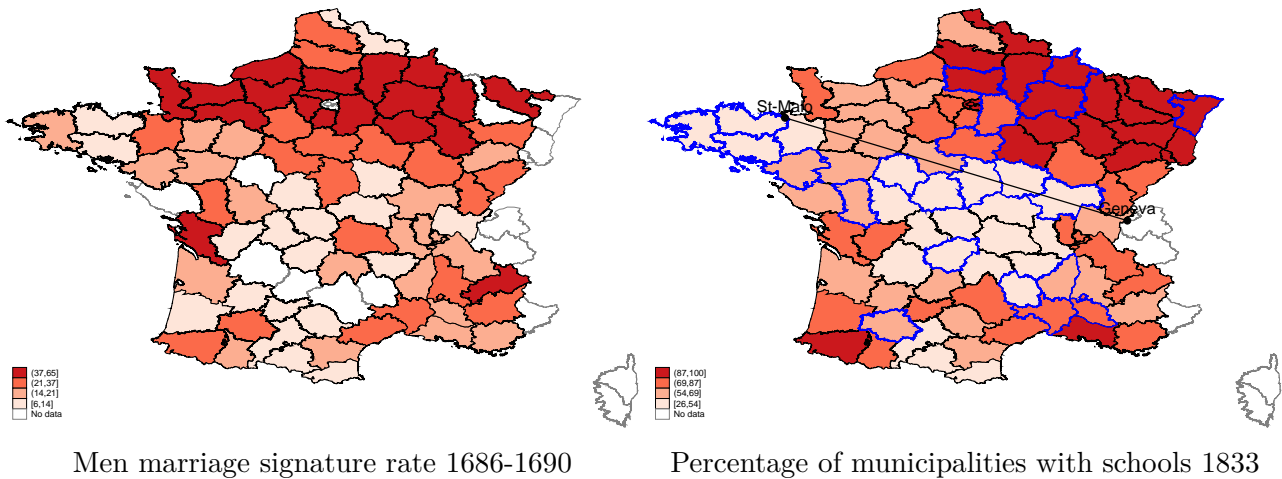 St-Malo
Geneva
(37,65]
(21,37]
(14,21]
[6,14]
No data
(87,100]
(69,87]
(54,69]
[26,54]
No data
Men marriage signature rate 1686-1690
Percentage of municipalities with schools 1833